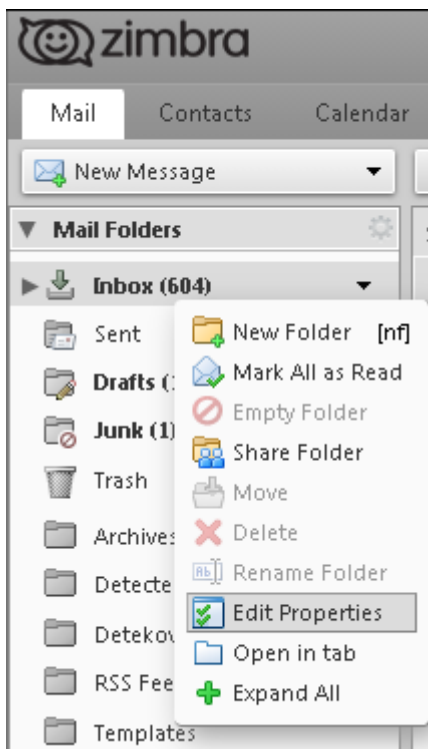 zimbra
Mail Contacts Calendar
New Message
Mail Folders
Inbox (604)
New Folder [nf]
Sent
Mark All as Read
Drafts
Empty Folder
Junk (1)
Share Folder
Trash
Move
Archives
Delete
Rename Folder
Edit Properties
Open in tab
RSS
Expand All
Templates